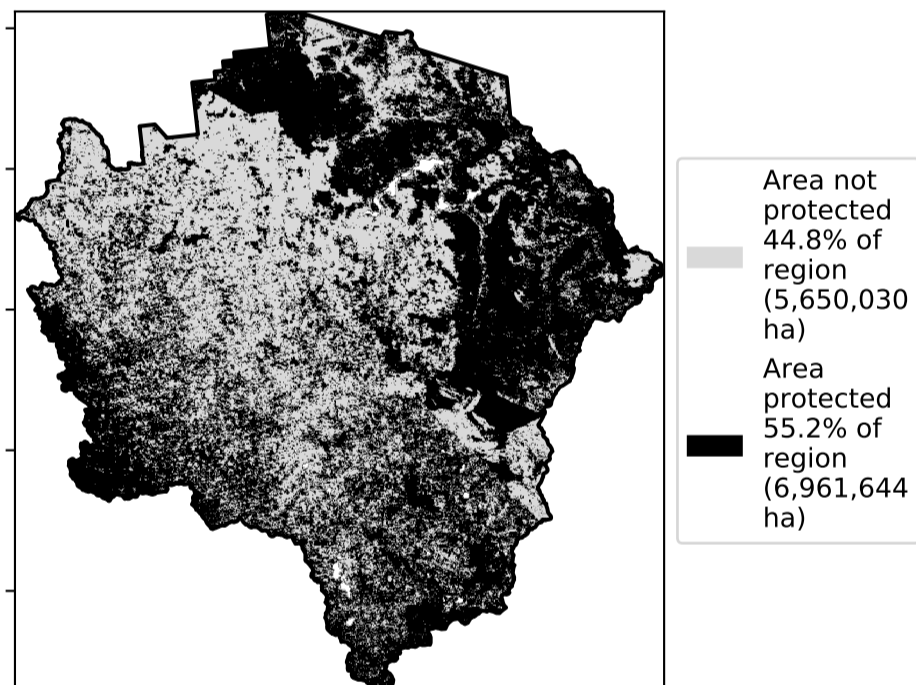 Area not
protected
44.8% of
region
(5,650,030
ha)
Area
protected
55.2% of
region
(6,961,644
ha)